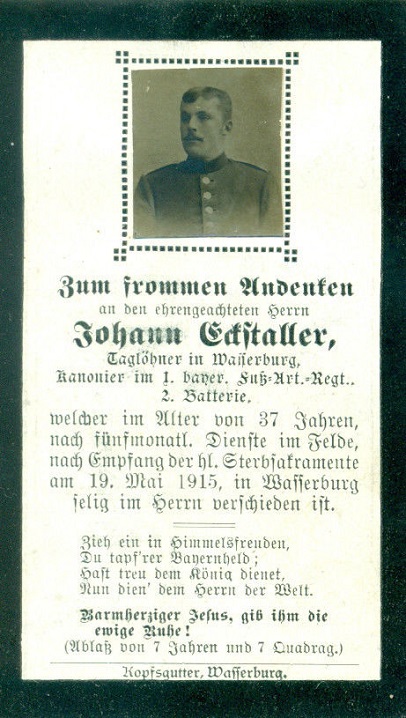 Zum frommen Andenken
an den ehrengeachteten Herrn
Johann Eckstaller,
Taglöhner in Wasserburg,
Kanonier im 1. bayer. Fuß-Art.-Regt..
2. Batterie,
welcher im Alter von 37 Jahren,
nach fünfmonatl. Dienste im Felde,
nach Empfang der hl. Sterbsakramente
am 19. Mai 1915, in Wasserburg
selig im Herrn verschieden ist.
Zieh ein in Himmelsfreuden,
Du tapf'rer Bayernheld;
Hast treu dem König dienet,
Nun dien' dem Herrn der Welt.
Barmherziger Jesus, gib ihm die
ewige Ruhe!
(Ablaß von 7 Jahren und 7 Quadrag.)
Kopfsgutter, Wasserburg.